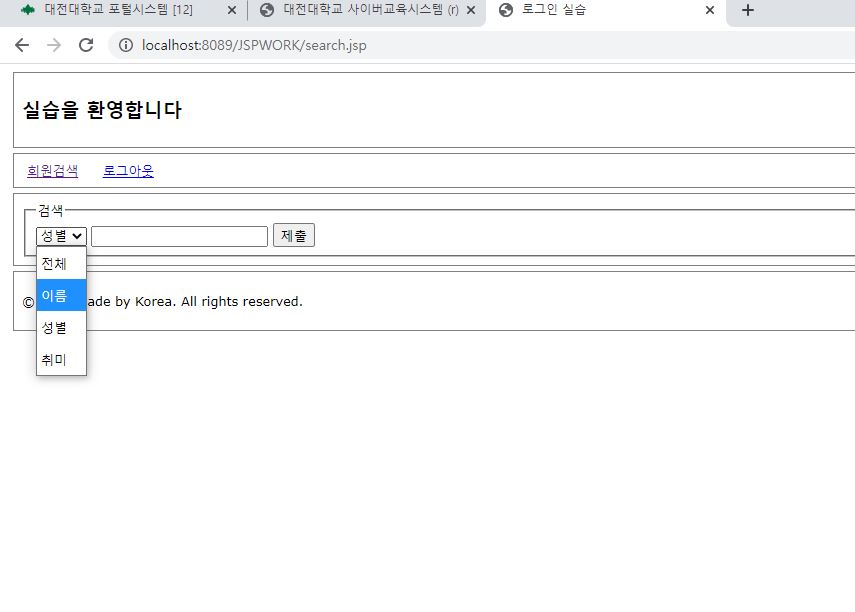 대전대학교 포털시스템 [12] 대전대학교 사이버교육시스템 (r) 로그인 실습
localhost:8089/JSPWORK/search.jsp
실습을 환영합니다
회원검색 로그아웃
검색
성별 제출
전체
이름
© ade by Korea. All rights reserved.
성별
취미